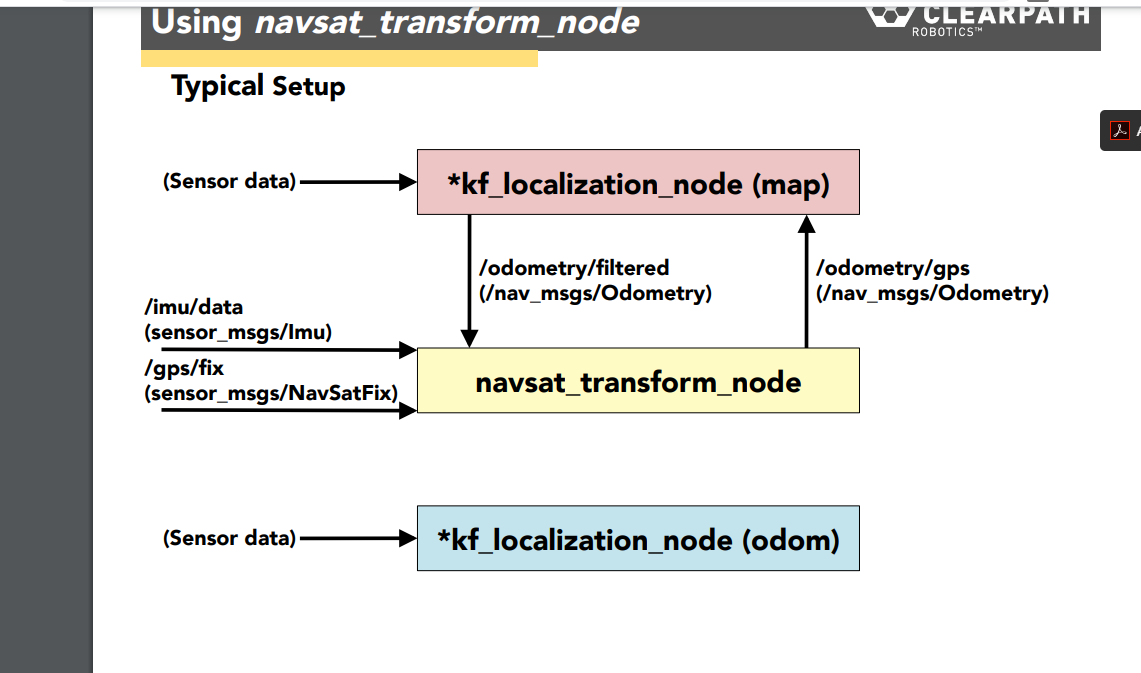 Using navsat_transform_node
CLEARPATH
ROBOTICS™
Typical Setup
(Sensor data)
*kf_localization_node (map)
/odometry/filtered
(/nav_msgs/Odometry)
/odometry/gps
(/nav_msgs/Odometry)
/imu/data
(sensor_msgs/Imu)
/gps/fix
(sensor_msgs/NavSatFix)
navsat_transform_node
(Sensor data)
*kf_localization_node (odom)